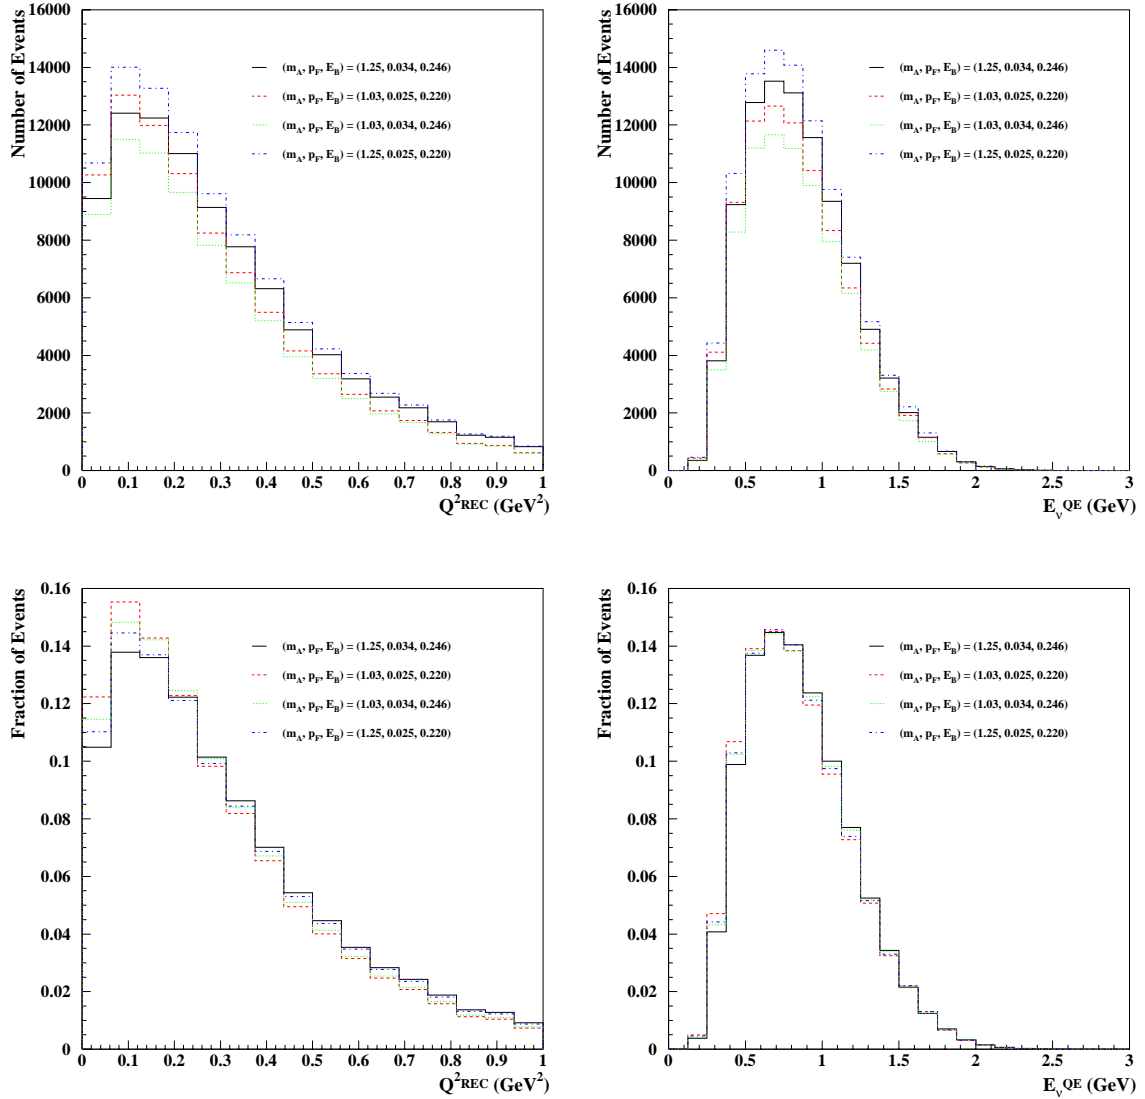 Number of Events
16000
14000
12000
10000
8000
6000
4000
2000
0
(m_A, p_F, E_B) = (1.25, 0.034, 0.246)
(m_A, p_F, E_B) = (1.03, 0.025, 0.220)
(m_A, p_F, E_B) = (1.03, 0.034, 0.246)
(m_A, p_F, E_B) = (1.25, 0.025, 0.220)
0 0.1 0.2 0.3 0.4 0.5 0.6 0.7 0.8 0.9 1
Q^2REC (GeV^2)
Number of Events
16000
14000
12000
10000
8000
6000
4000
2000
0
(m_A, p_F, E_B) = (1.25, 0.034, 0.246)
(m_A, p_F, E_B) = (1.03, 0.025, 0.220)
(m_A, p_F, E_B) = (1.03, 0.034, 0.246)
(m_A, p_F, E_B) = (1.25, 0.025, 0.220)
0 0.5 1 1.5 2 2.5 3
E_ν^QE (GeV)
Fraction of Events
0.16
0.14
0.12
0.1
0.08
0.06
0.04
0.02
0
(m_A, p_F, E_B) = (1.25, 0.034, 0.246)
(m_A, p_F, E_B) = (1.03, 0.025, 0.220)
(m_A, p_F, E_B) = (1.03, 0.034, 0.246)
(m_A, p_F, E_B) = (1.25, 0.025, 0.220)
0 0.1 0.2 0.3 0.4 0.5 0.6 0.7 0.8 0.9 1
Q^2REC (GeV^2)
Fraction of Events
0.16
0.14
0.12
0.1
0.08
0.06
0.04
0.02
0
(m_A, p_F, E_B) = (1.25, 0.034, 0.246)
(m_A, p_F, E_B) = (1.03, 0.025, 0.220)
(m_A, p_F, E_B) = (1.03, 0.034, 0.246)
(m_A, p_F, E_B) = (1.25, 0.025, 0.220)
0 0.5 1 1.5 2 2.5 3
E_ν^QE (GeV)